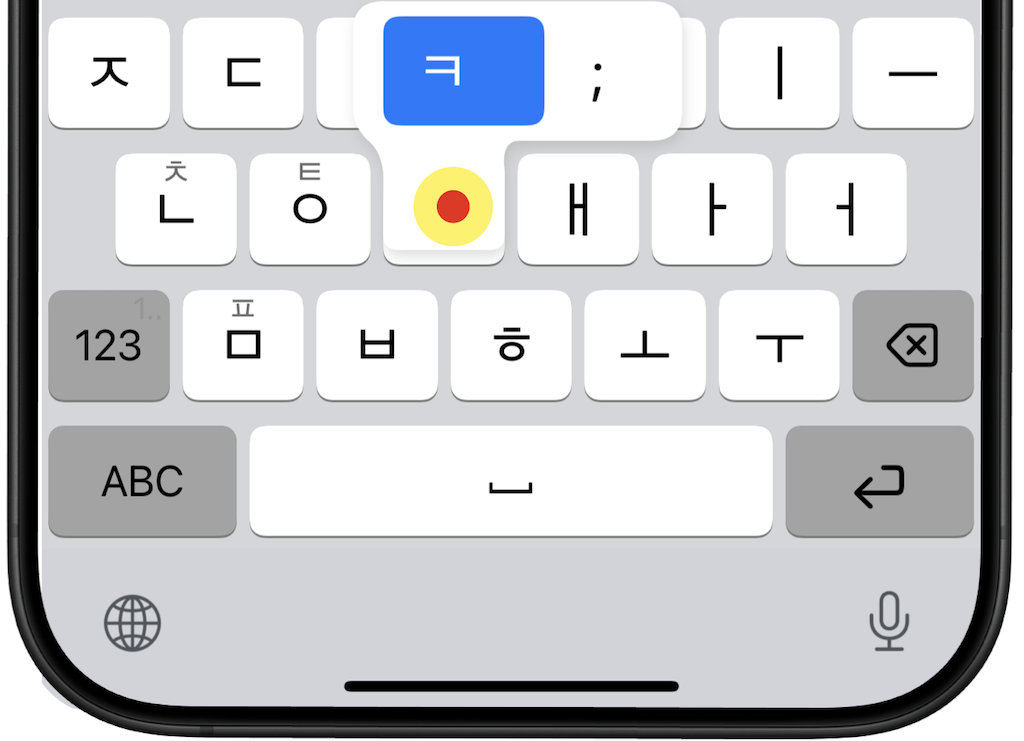 ㅈ ㄷ ㅋ ; ㅣ ㅡ
ㅊ ㅌ
ㄴ ㅇ ㅐ ㅏ ㅓ
1..
ㅍ
123 ㅁ ㅂ ㅎ ㅗ ㅜ
ABC